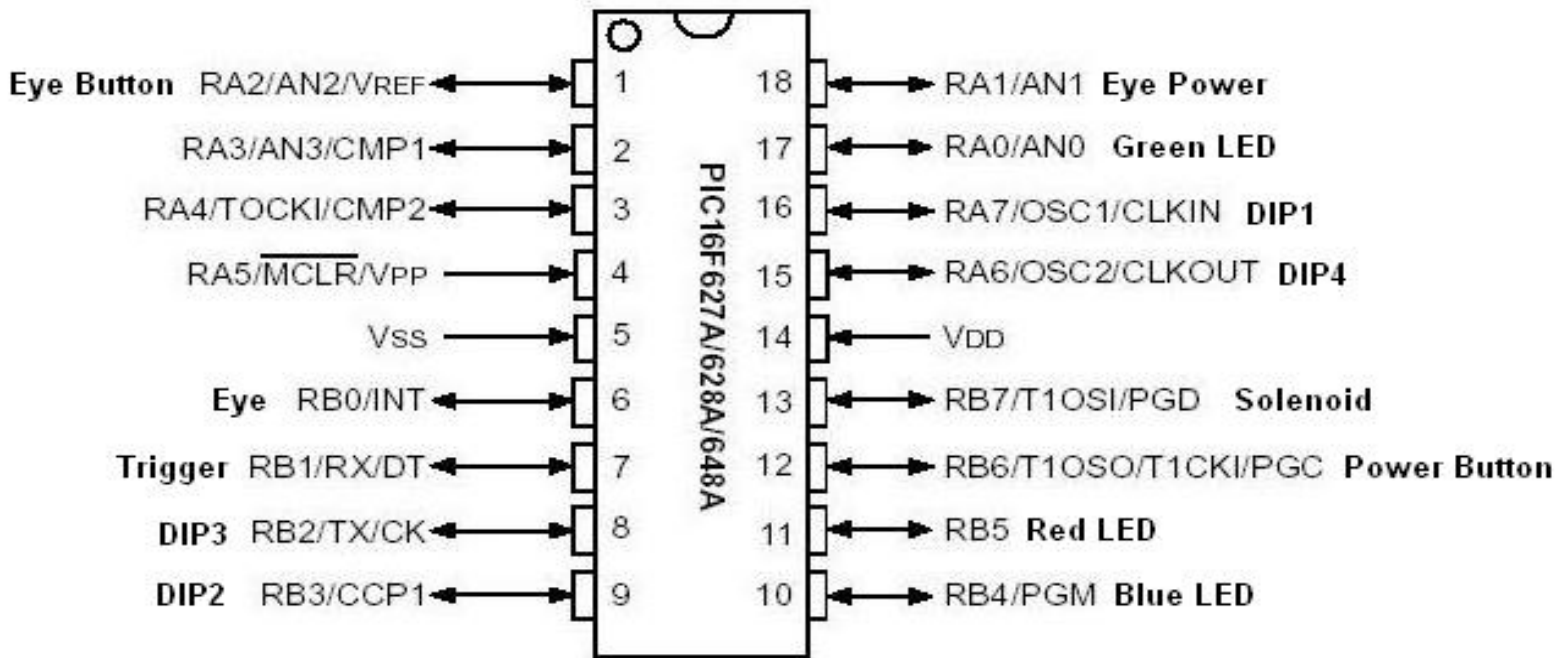 Eye Button RA2/AN2/VREF 1 18 RA1/AN1 Eye Power
RA3/AN3/CMP1 2 17 RA0/AN0 Green LED
RA4/TOCKI/CMP2 3 16 RA7/OSC1/CLKIN DIP1
RA5/MCLR/VPP 4 15 RA6/OSC2/CLKOUT DIP4
VSS 5 14 VDD
Eye RB0/INT 6 13 RB7/T1OSI/PGD Solenoid
Trigger RB1/RX/DT 7 12 RB6/T1OSO/T1CKI/PGC Power Button
DIP3 RB2/TX/CK 8 11 RB5 Red LED
DIP2 RB3/CCP1 9 10 RB4/PGM Blue LED
PIC16F627A/628A/648A